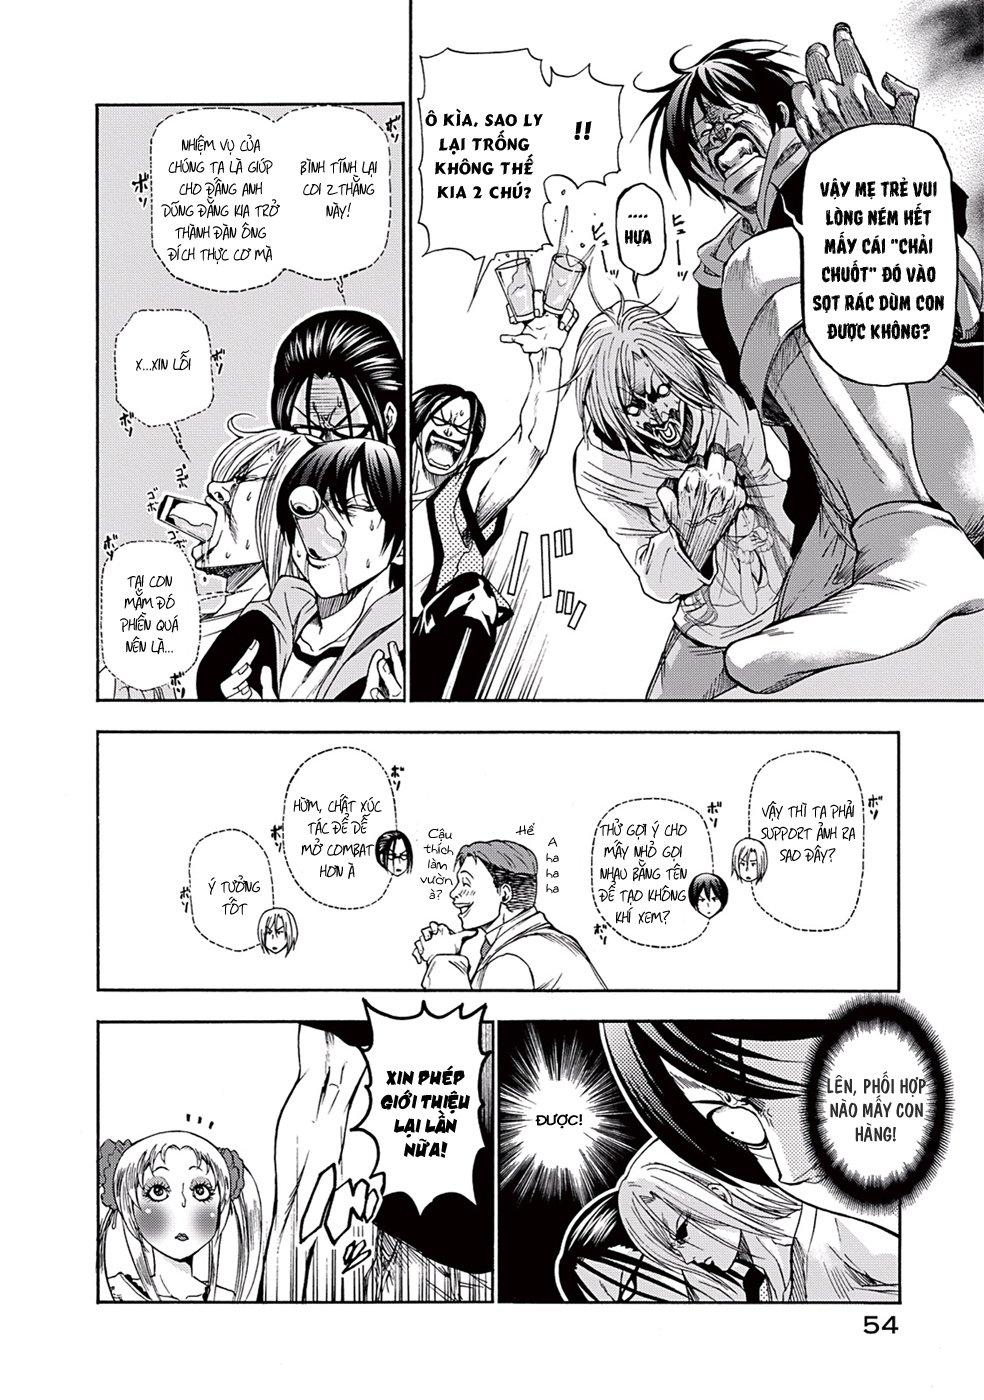 VẬY MẸ TRẺ VUI
LÒNG NÉM HẾT
MẤY CÁI "CHẢI
CHUỐT" ĐÓ VÀO
SỌT RÁC DÙM CON
ĐƯỢC KHÔNG?
....
HỰA
!!
Ô KÌA, SAO LY
LẠI TRỐNG
KHÔNG THẾ
KIA 2 CHÚ?
BÌNH TĨNH LẠI
COI 2 THẰNG
NÀY!
NHIỆM VỤ CỦA
CHÚNG TA LÀ GIÚP
CHO ĐẤNG ANH
DŨNG ĐẰNG KIA TRỞ
THÀNH ĐÀN ÔNG
ĐÍCH THỰC CƠ MÀ
X...XIN LỖI
TẠI CON
MẮM ĐÓ
PHIỀN QUÁ
NÊN LÀ...
VẬY THÌ TA PHẢI
SUPPORT ẢNH RA
SAO ĐÂY?
THỬ GỢI Ý CHO
MẤY NHỎ GỌI
NHAU BẰNG TÊN
ĐỂ TẠO KHÔNG
KHÍ XEM?
Hể
A
ha
ha
ha
Cậu
thích
làm
vườn
à?
HỪM, CHẤT XÚC
TÁC ĐỂ DỄ
MỞ COMBAT
HƠN À
Ý TƯỞNG
TỐT
LÊN, PHỐI HỢP
NÀO MẤY CON
HÀNG!
ĐƯỢC!
XIN PHÉP
GIỚI THIỆU
LẠI LẦN
NỮA!
54